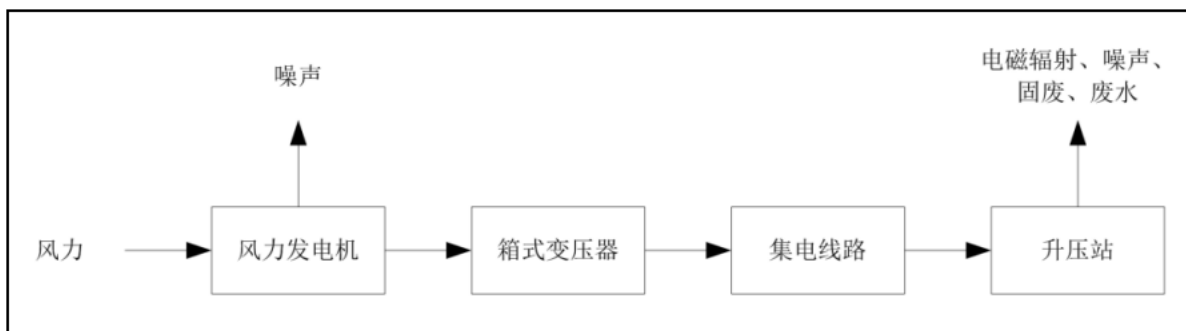 噪声
电磁辐射、噪声、
固废、废水
风力
风力发电机
箱式变压器
集电线路
升压站